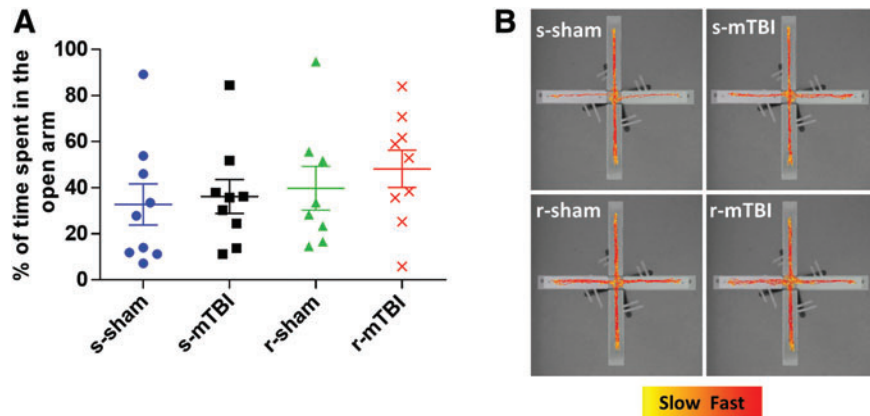 A
% of time spent in the
open arm
100
80
60
40
20
0
s-sham
s-mTBI
r-sham
r-mTBI
B
s-sham
s-mTBI
r-sham
r-mTBI
Slow Fast